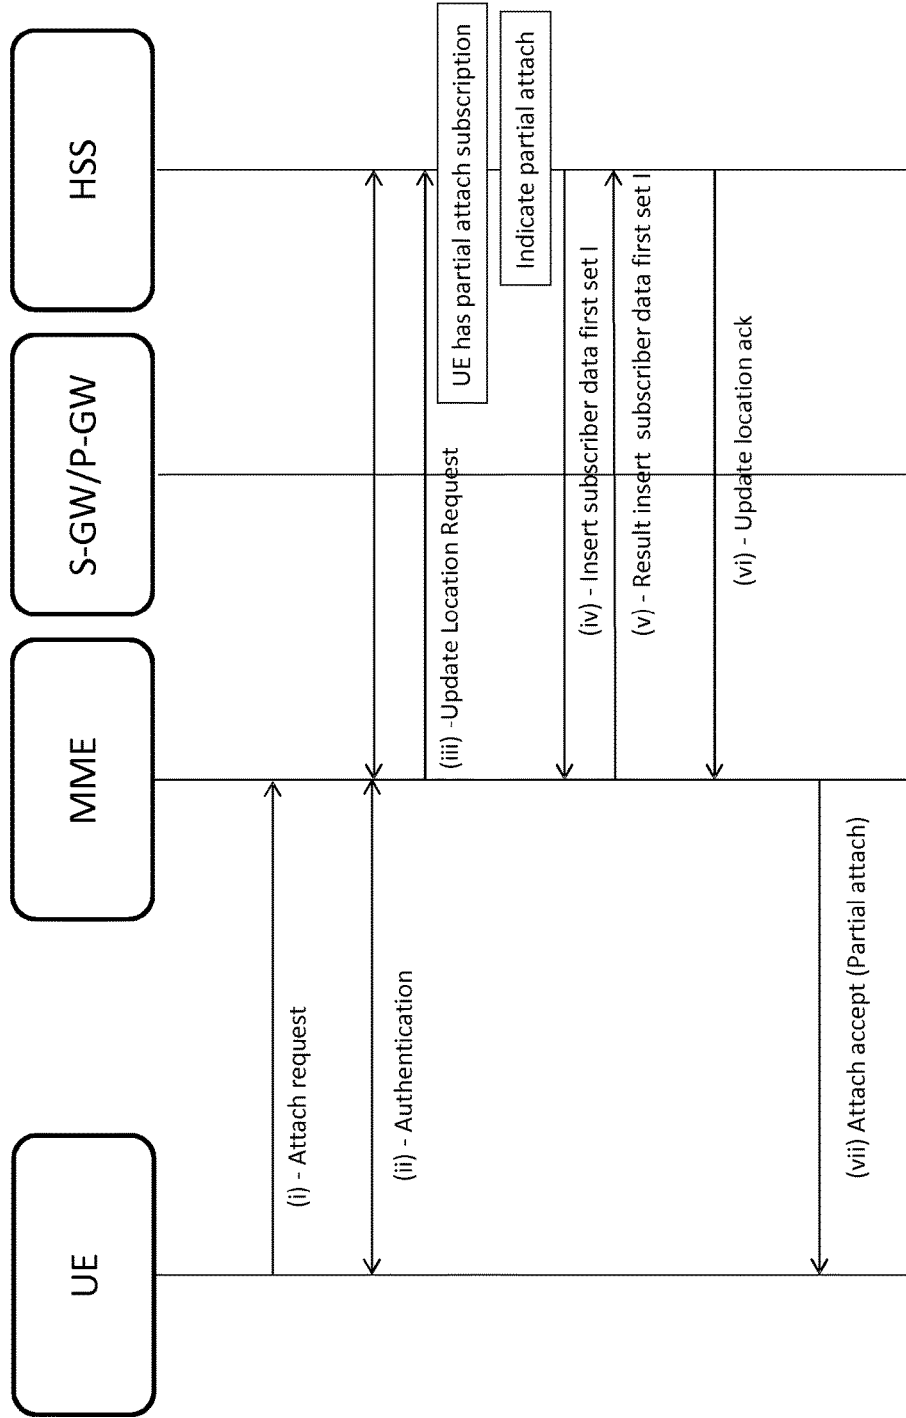 UE
MME
S-GW/P-GW
HSS
(i) - Attach request
(ii) - Authentication
(iii) -Update Location Request
UE has partial attach subscription
Indicate partial attach
(iv) - Insert subscriber data first set I
(v) - Result insert subscriber data first set I
(vi) - Update location ack
(vii) Attach accept (Partial attach)